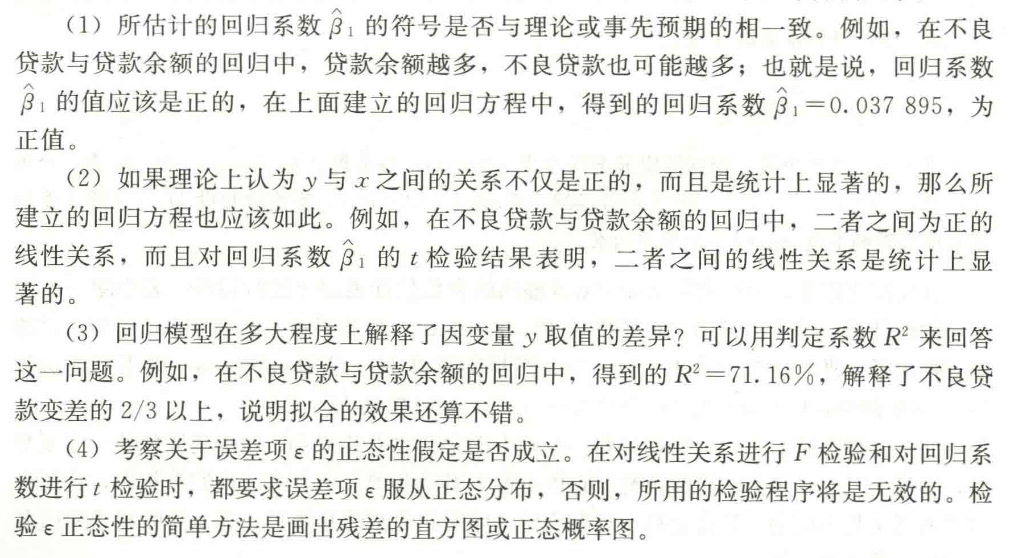 (1) 所估计的回归系数 β̂₁ 的符号是否与理论或事先预期的相一致。例如，在不良
贷款与贷款余额的回归中，贷款余额越多，不良贷款也可能越多；也就是说，回归系数
β̂₁ 的值应该是正的，在上面建立的回归方程中，得到的回归系数 β̂₁＝0.037 895，为
正值。
(2) 如果理论上认为 y 与 x 之间的关系不仅是正的，而且是统计上显著的，那么所
建立的回归方程也应该如此。例如，在不良贷款与贷款余额的回归中，二者之间为正的
线性关系，而且对回归系数 β̂₁ 的 t 检验结果表明，二者之间的线性关系是统计上显
著的。
(3) 回归模型在多大程度上解释了因变量 y 取值的差异？可以用判定系数 R² 来回答
这一问题。例如，在不良贷款与贷款余额的回归中，得到的 R²＝71.16%，解释了不良贷
款变差的 2/3 以上，说明拟合的效果还算不错。
(4) 考察关于误差项 ε 的正态性假定是否成立。在对线性关系进行 F 检验和对回归系
数进行 t 检验时，都要求误差项 ε 服从正态分布，否则，所用的检验程序将是无效的。检
验 ε 正态性的简单方法是画出残差的直方图或正态概率图。